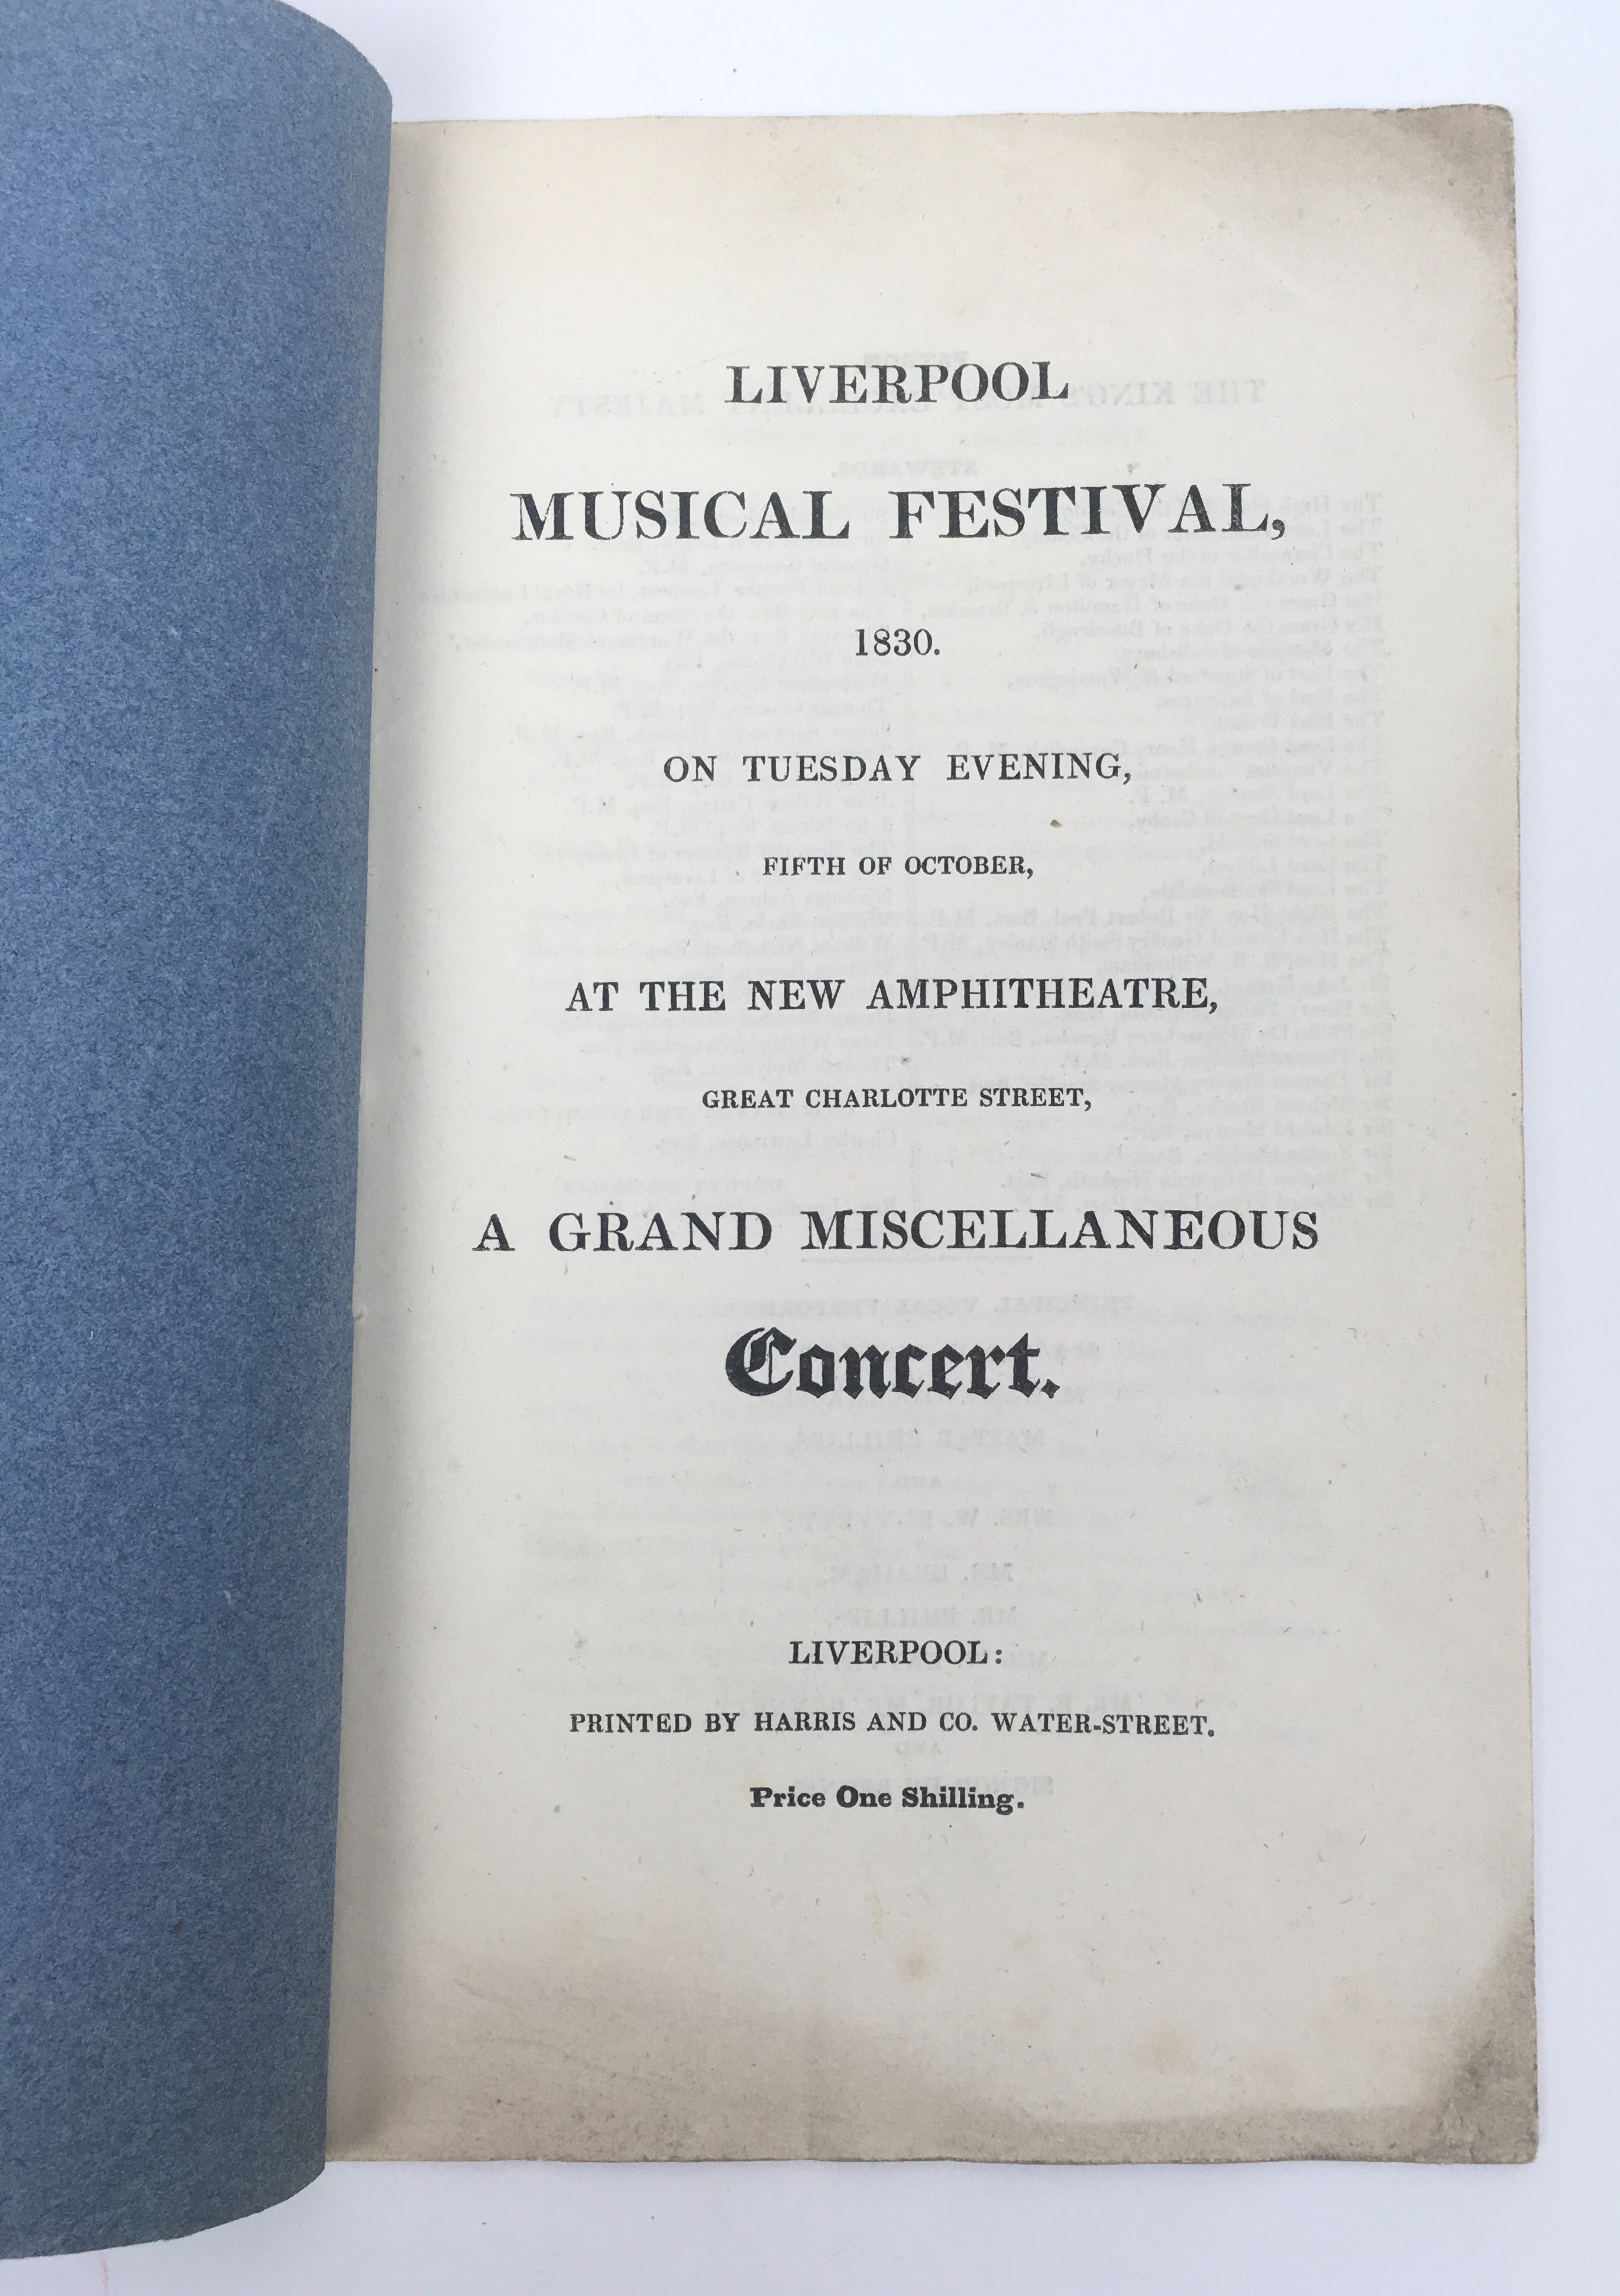 LIVERPOOL
MUSICAL FESTIVAL,
1830.
ON TUESDAY EVENING,
FIFTH OF OCTOBER,
AT THE NEW AMPHITHEATRE,
GREAT CHARLOTTE STREET,
A GRAND MISCELLANEOUS
Concert.
LIVERPOOL:
PRINTED BY HARRIS AND CO. WATER-STREET.
Price One Shilling.